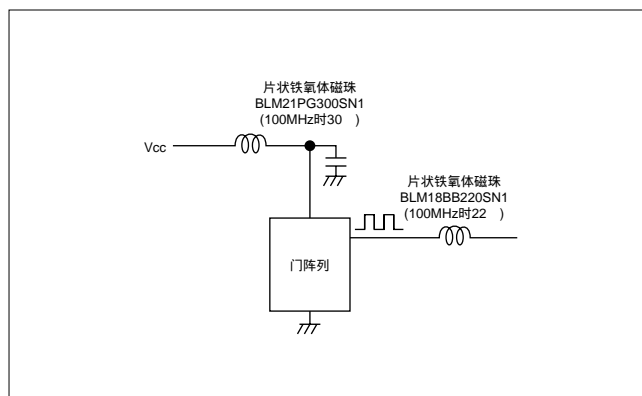 片状铁氧体磁珠
BLM21PG300SN1
(100MHz时30 )
Vcc
片状铁氧体磁珠
BLM18BB220SN1
(100MHz时22 )
门阵列